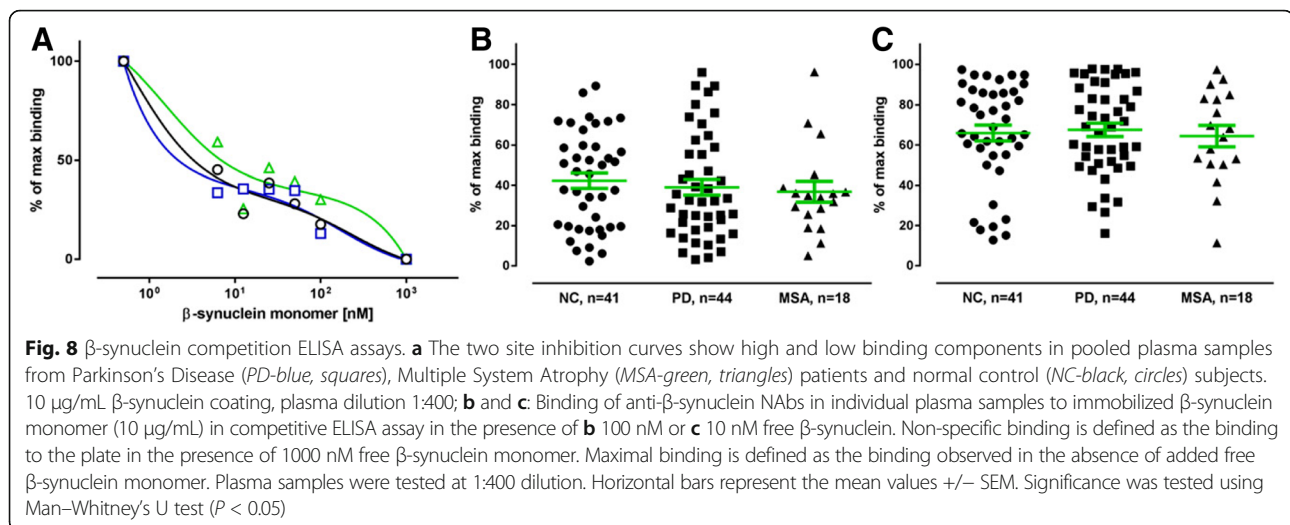 A
B
C
% of max binding
100
50
0
10⁰
10¹
10²
10³
β-synuclein monomer [nM]
% of max binding
100
80
60
40
20
0
NC, n=41
PD, n=44
MSA, n=18
% of max binding
100
80
60
40
20
0
NC, n=41
PD, n=44
MSA, n=18
Fig. 8 β-synuclein competition ELISA assays. a The two site inhibition curves show high and low binding components in pooled plasma samples
from Parkinson's Disease (PD-blue, squares), Multiple System Atrophy (MSA-green, triangles) patients and normal control (NC-black, circles) subjects.
10 μg/mL β-synuclein coating, plasma dilution 1:400; b and c: Binding of anti-β-synuclein NAbs in individual plasma samples to immobilized β-synuclein
monomer (10 μg/mL) in competitive ELISA assay in the presence of b 100 nM or c 10 nM free β-synuclein. Non-specific binding is defined as the binding
to the plate in the presence of 1000 nM free β-synuclein monomer. Maximal binding is defined as the binding observed in the absence of added free
β-synuclein monomer. Plasma samples were tested at 1:400 dilution. Horizontal bars represent the mean values +/− SEM. Significance was tested using
Man–Whitney's U test (P < 0.05)